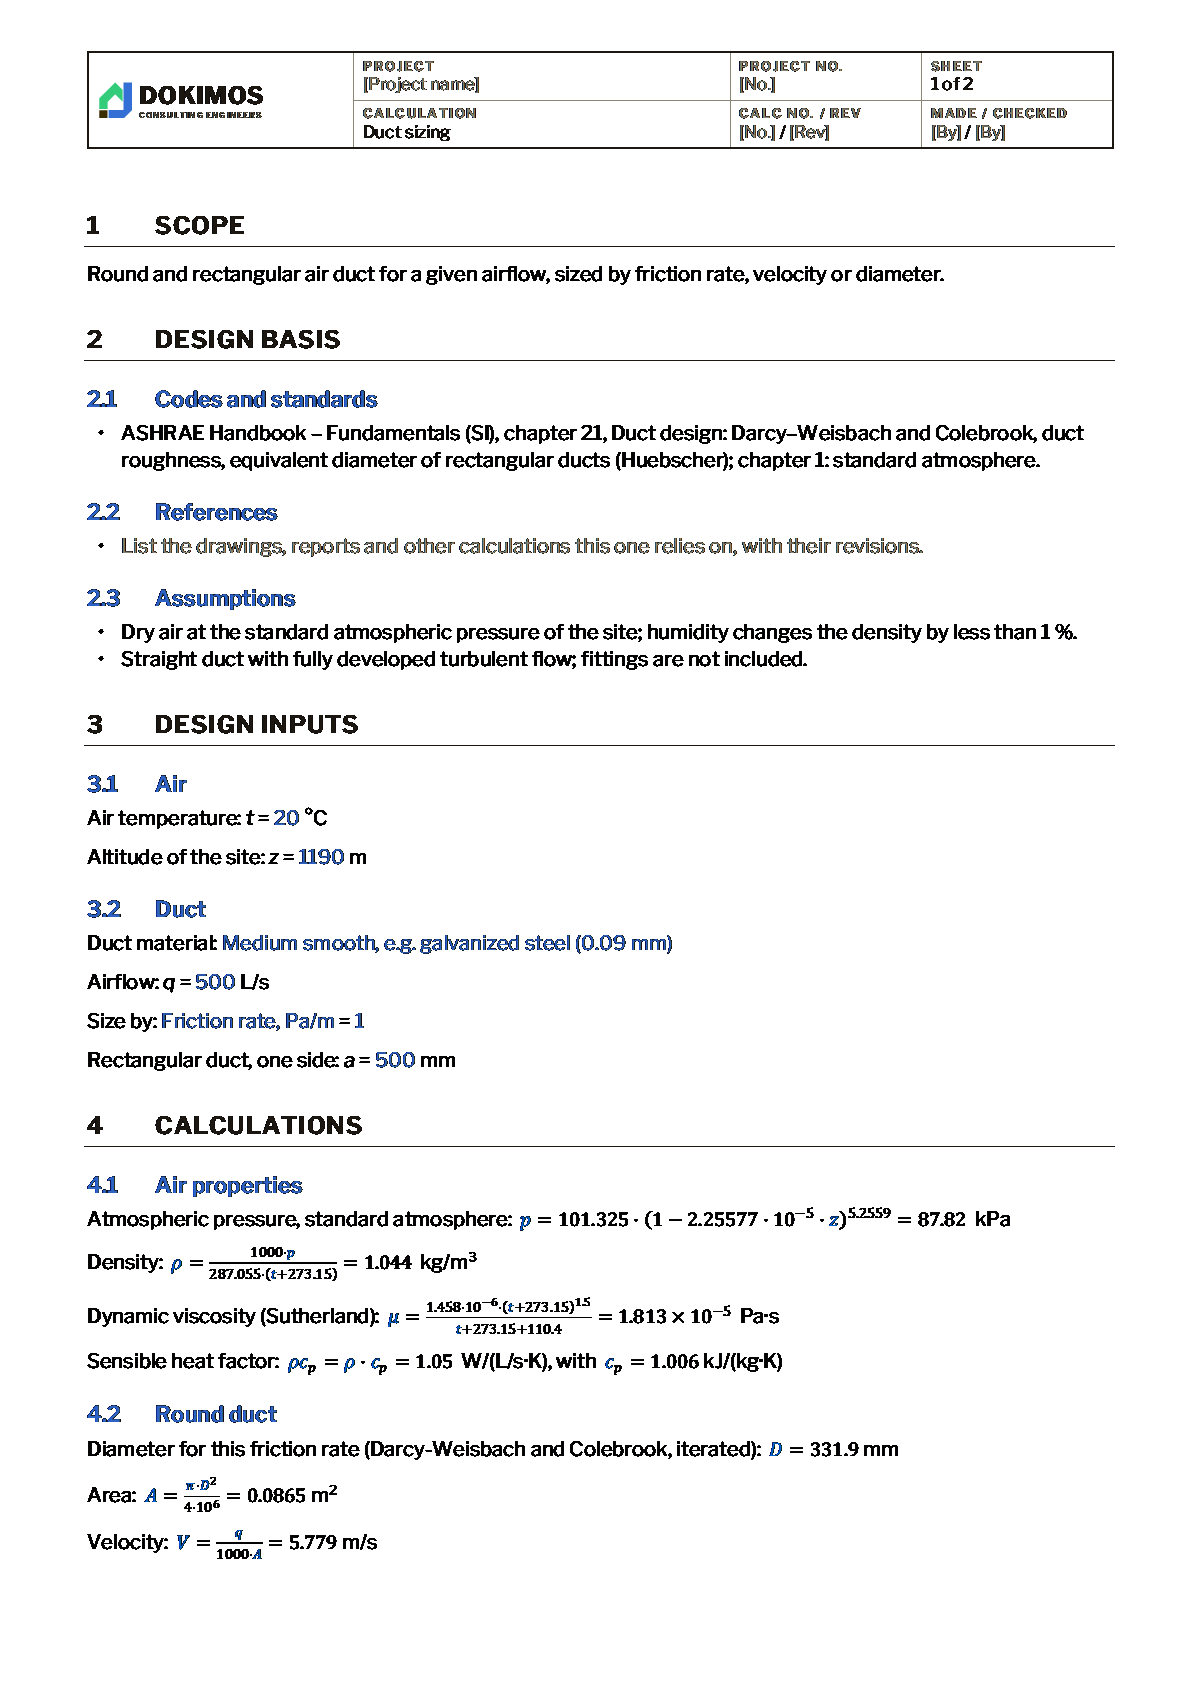 DOKIMOS
CONSULTING ENGINEERS
PROJECT
[Project name]
PROJECT NO.
[No.]
SHEET
1 of 2
CALCULATION
Duct sizing
CALC NO. / REV
[No.] / [Rev]
MADE / CHECKED
[By] / [By]
1 SCOPE
Round and rectangular air duct for a given airflow, sized by friction rate, velocity or diameter.
2 DESIGN BASIS
2.1 Codes and standards
• ASHRAE Handbook – Fundamentals (SI), chapter 21, Duct design: Darcy–Weisbach and Colebrook, duct
roughness, equivalent diameter of rectangular ducts (Huebscher); chapter 1: standard atmosphere.
2.2 References
• List the drawings, reports and other calculations this one relies on, with their revisions.
2.3 Assumptions
• Dry air at the standard atmospheric pressure of the site; humidity changes the density by less than 1 %.
• Straight duct with fully developed turbulent flow; fittings are not included.
3 DESIGN INPUTS
3.1 Air
Air temperature: t = 20 °C
Altitude of the site: z = 1190 m
3.2 Duct
Duct material: Medium smooth, e.g. galvanized steel (0.09 mm)
Airflow: q = 500 L/s
Size by: Friction rate, Pa/m = 1
Rectangular duct, one side: a = 500 mm
4 CALCULATIONS
4.1 Air properties
Atmospheric pressure, standard atmosphere: p = 101.325 · (1 − 2.25577 · 10⁻⁵ · z)⁵·²⁵⁵⁹ = 87.82 kPa
Density: ρ = 1000·p / 287.055·(t+273.15) = 1.044 kg/m³
Dynamic viscosity (Sutherland): μ = 1.458·10⁻⁶·(t+273.15)¹·⁵ / t+273.15+110.4 = 1.813 × 10⁻⁵ Pa·s
Sensible heat factor: ρcₚ = ρ · cₚ = 1.05 W/(L/s·K), with cₚ = 1.006 kJ/(kg·K)
4.2 Round duct
Diameter for this friction rate (Darcy-Weisbach and Colebrook, iterated): D = 331.9 mm
Area: A = π·D² / 4·10⁶ = 0.0865 m²
Velocity: V = q / 1000·A = 5.779 m/s